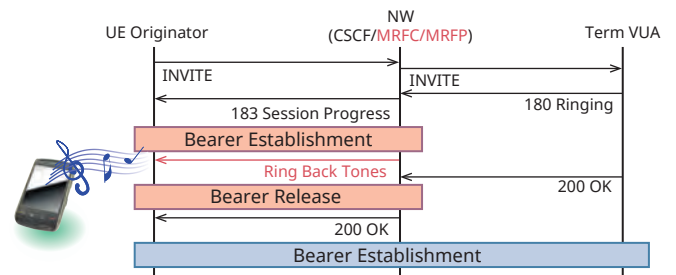 UE Originator
NW
(CSCF/MRFC/MRFP)
Term VUA
INVITE
INVITE
180 Ringing
183 Session Progress
Bearer Establishment
Ring Back Tones
200 OK
Bearer Release
200 OK
Bearer Establishment